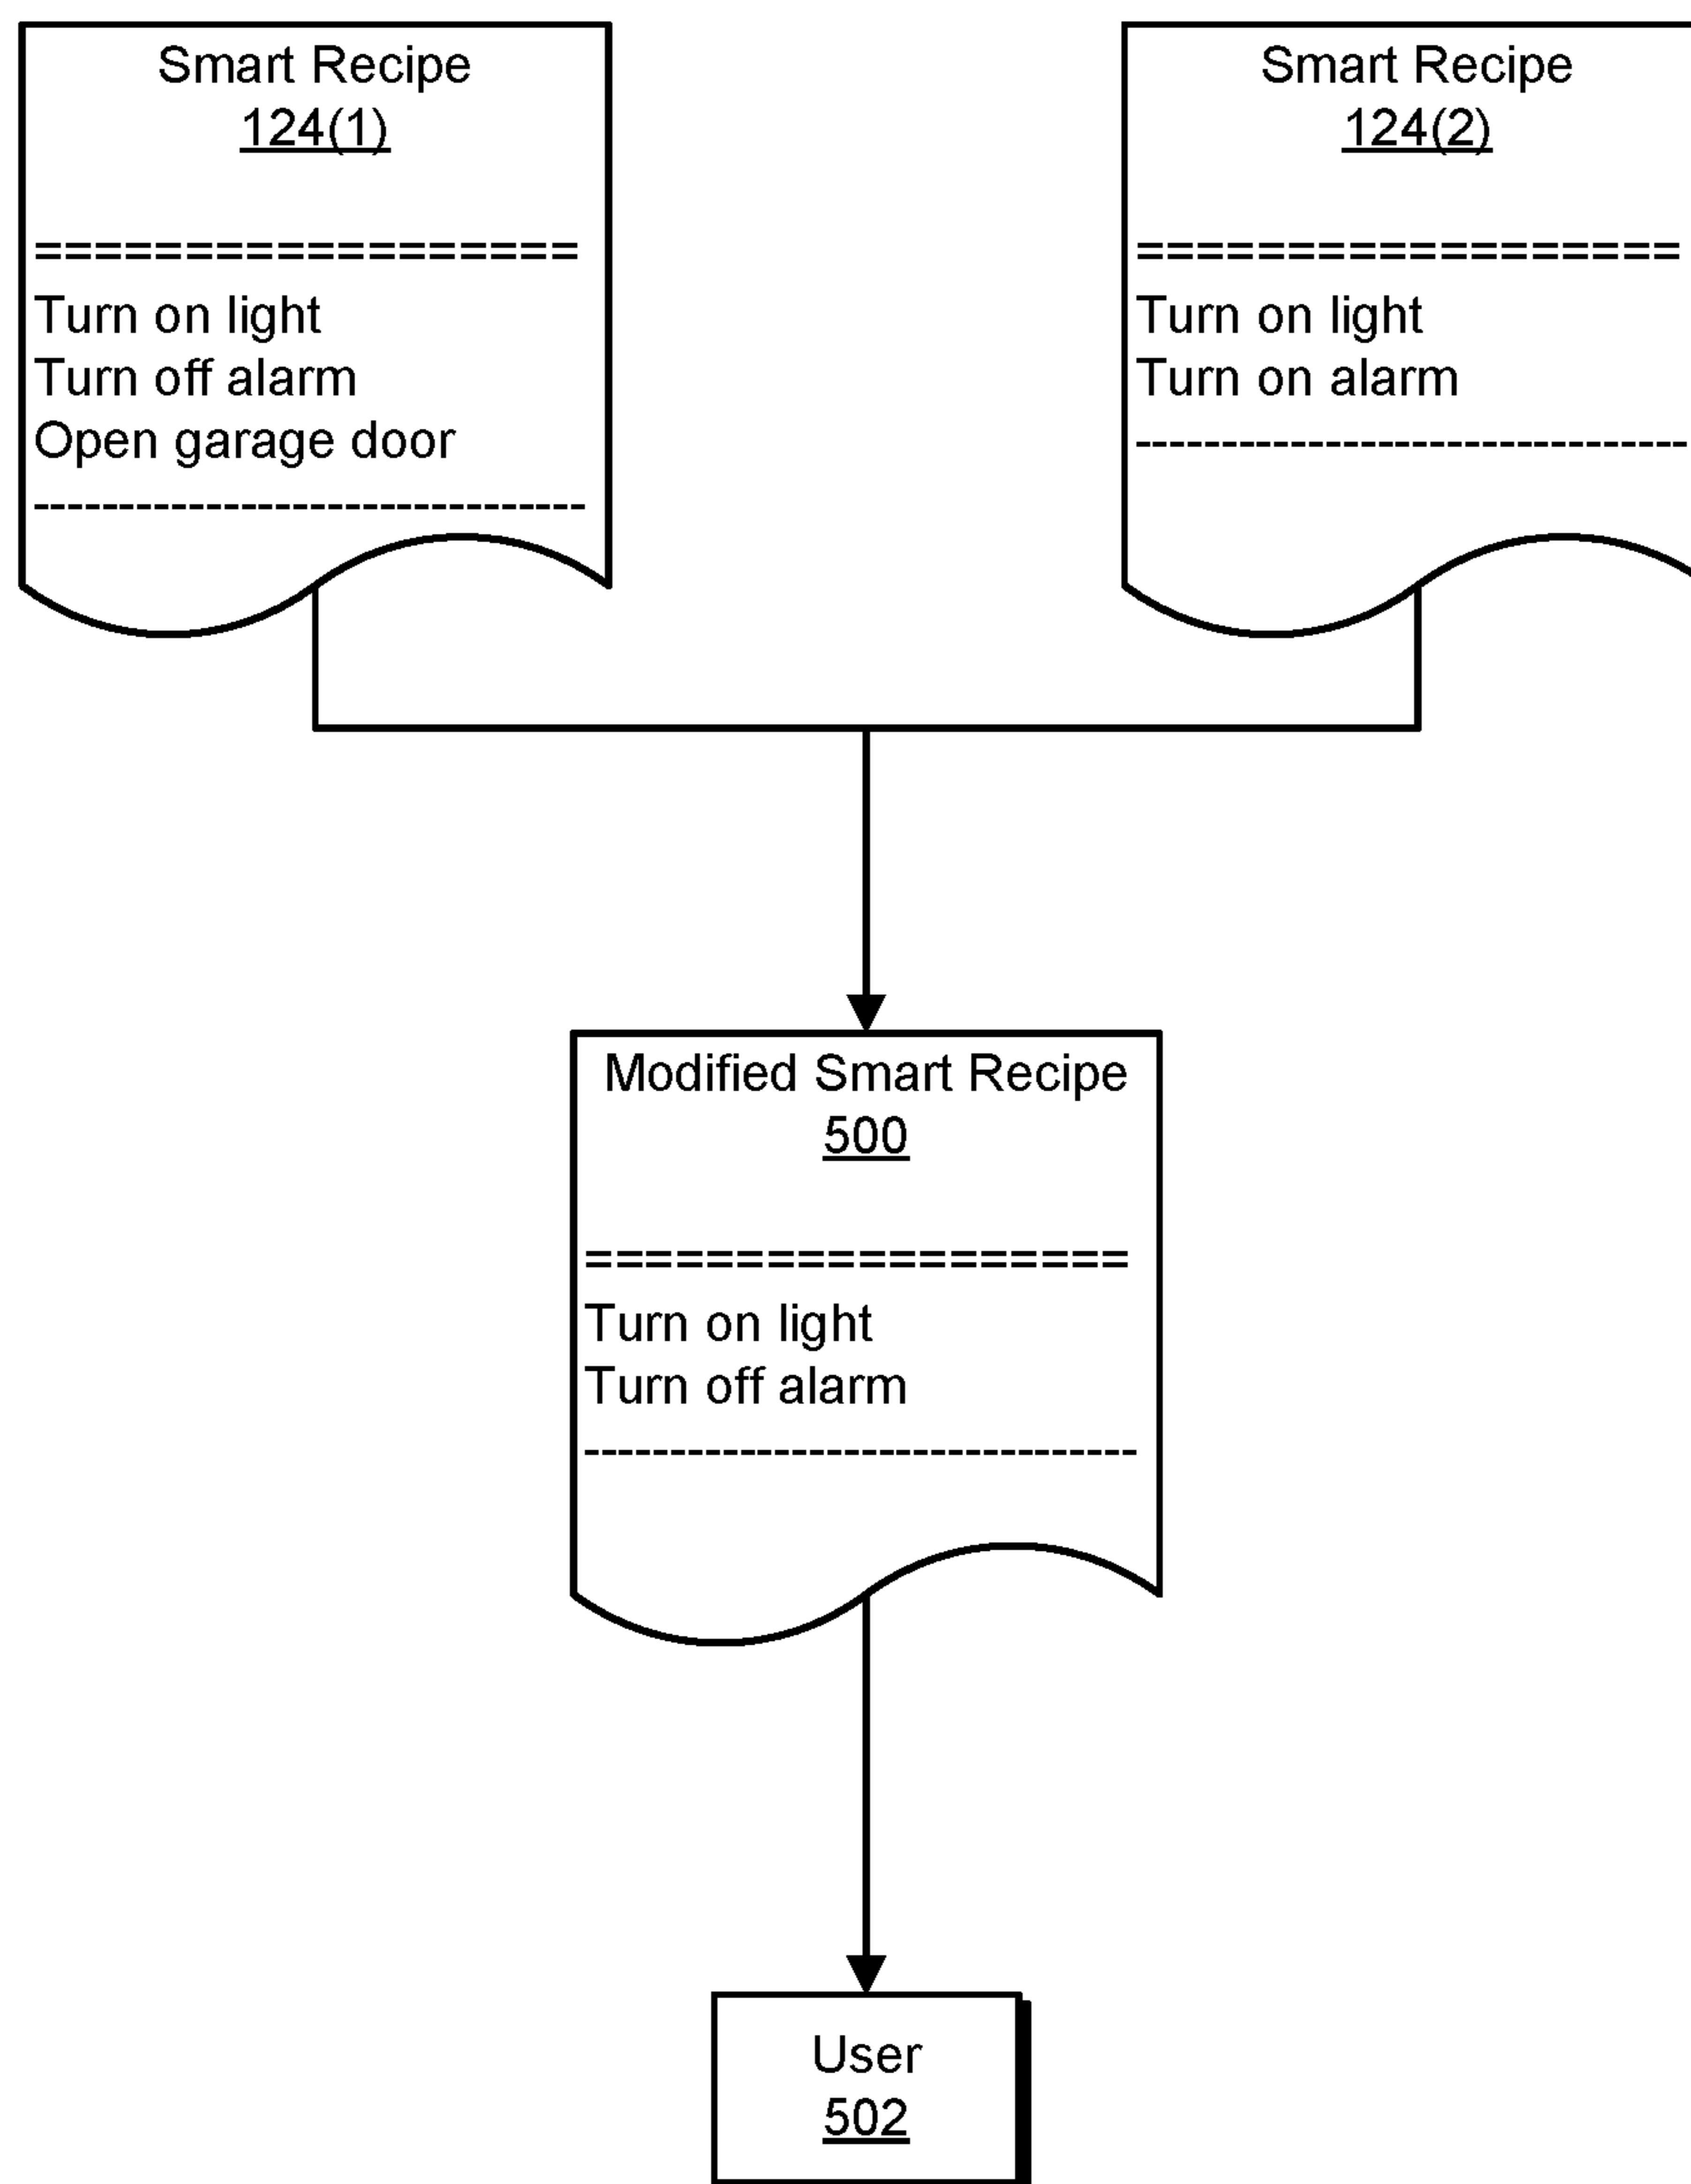 Smart Recipe
124(1)
==================
Turn on light
Turn off alarm
Open garage door
--------------------------------
Smart Recipe
124(2)
==================
Turn on light
Turn on alarm
--------------------------------
Modified Smart Recipe
500
==================
Turn on light
Turn off alarm
--------------------------------
User
502